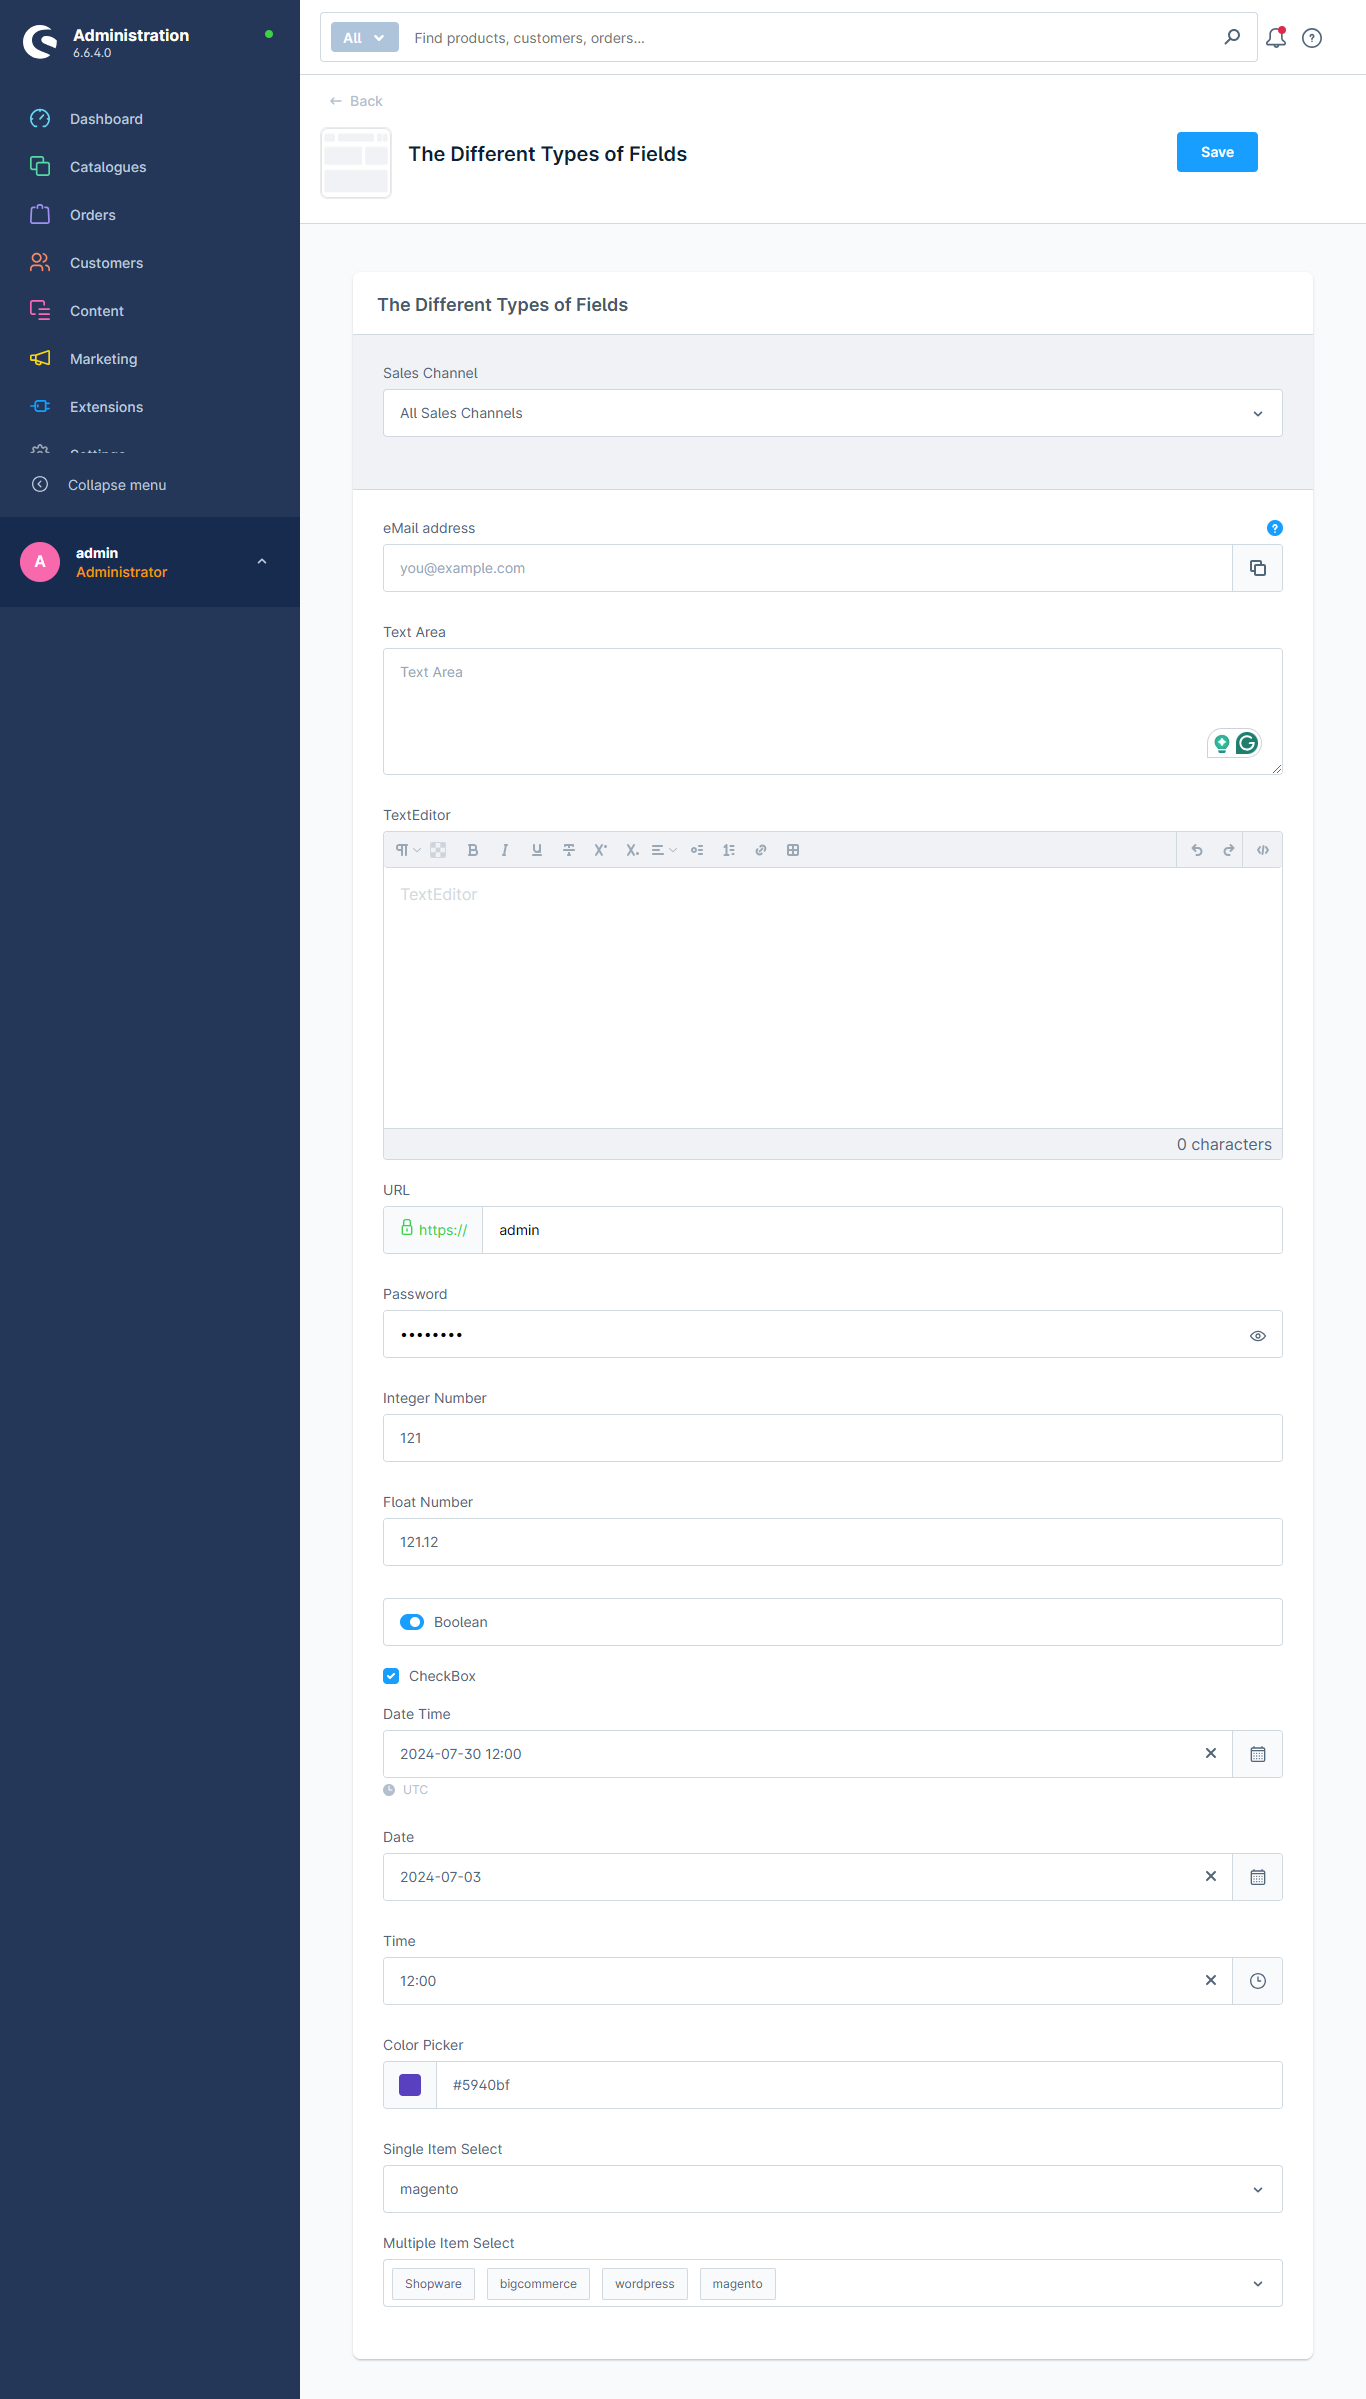 Administration
6.6.4.0
Dashboard
Catalogues
Orders
Customers
Content
Marketing
Extensions
Settings
Collapse menu
A
admin
Administrator
All
Find products, customers, orders...
Back
The Different Types of Fields
Save
The Different Types of Fields
Sales Channel
All Sales Channels
eMail address
you@example.com
Text Area
Text Area
TextEditor
TextEditor
0 characters
URL
https:// admin
Password
••••••••
Integer Number
121
Float Number
121.12
Boolean
CheckBox
Date Time
2024-07-30 12:00
UTC
Date
2024-07-03
Time
12:00
Color Picker
#5940bf
Single Item Select
magento
Multiple Item Select
Shopware bigcommerce wordpress magento